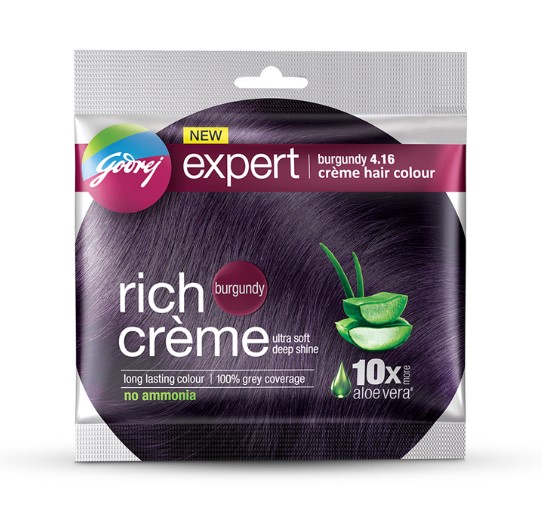 NEW
Godrej
expert
burgundy 4.16
crème hair colour
rich
burgundy
crème
ultra soft
deep shine
long lasting colour | 100% grey coverage
no ammonia
10x
more
aloe vera*